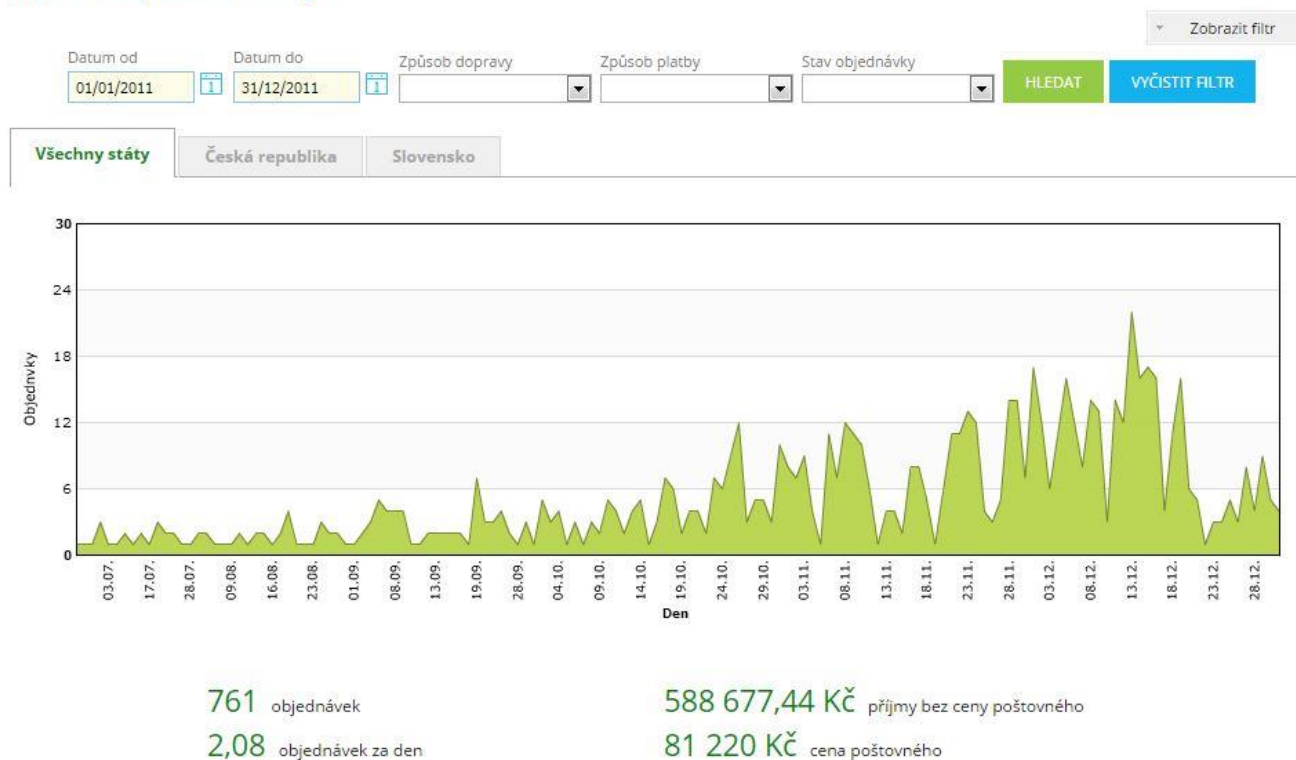 Zobrazit filtr
Datum od Datum do Způsob dopravy Způsob platby Stav objednávky
01/01/2011 1 31/12/2011 1 HLEDAT VYČISTIT FILTR
Všechny státy Česká republika Slovensko
30
24
18
12
6
0
Objednvky
03.07. 17.07. 28.07. 09.08. 16.08. 23.08. 01.09. 08.09. 13.09. 19.09. 28.09. 04.10. 09.10. 14.10. 19.10. 24.10. 29.10. 03.11. 08.11. 13.11. 18.11. 23.11. 28.11. 03.12. 08.12. 13.12. 18.12. 23.12. 28.12.
Den
761 objednávek 588 677,44 Kč příjmy bez ceny poštovného
2,08 objednávek za den 81 220 Kč cena poštovného